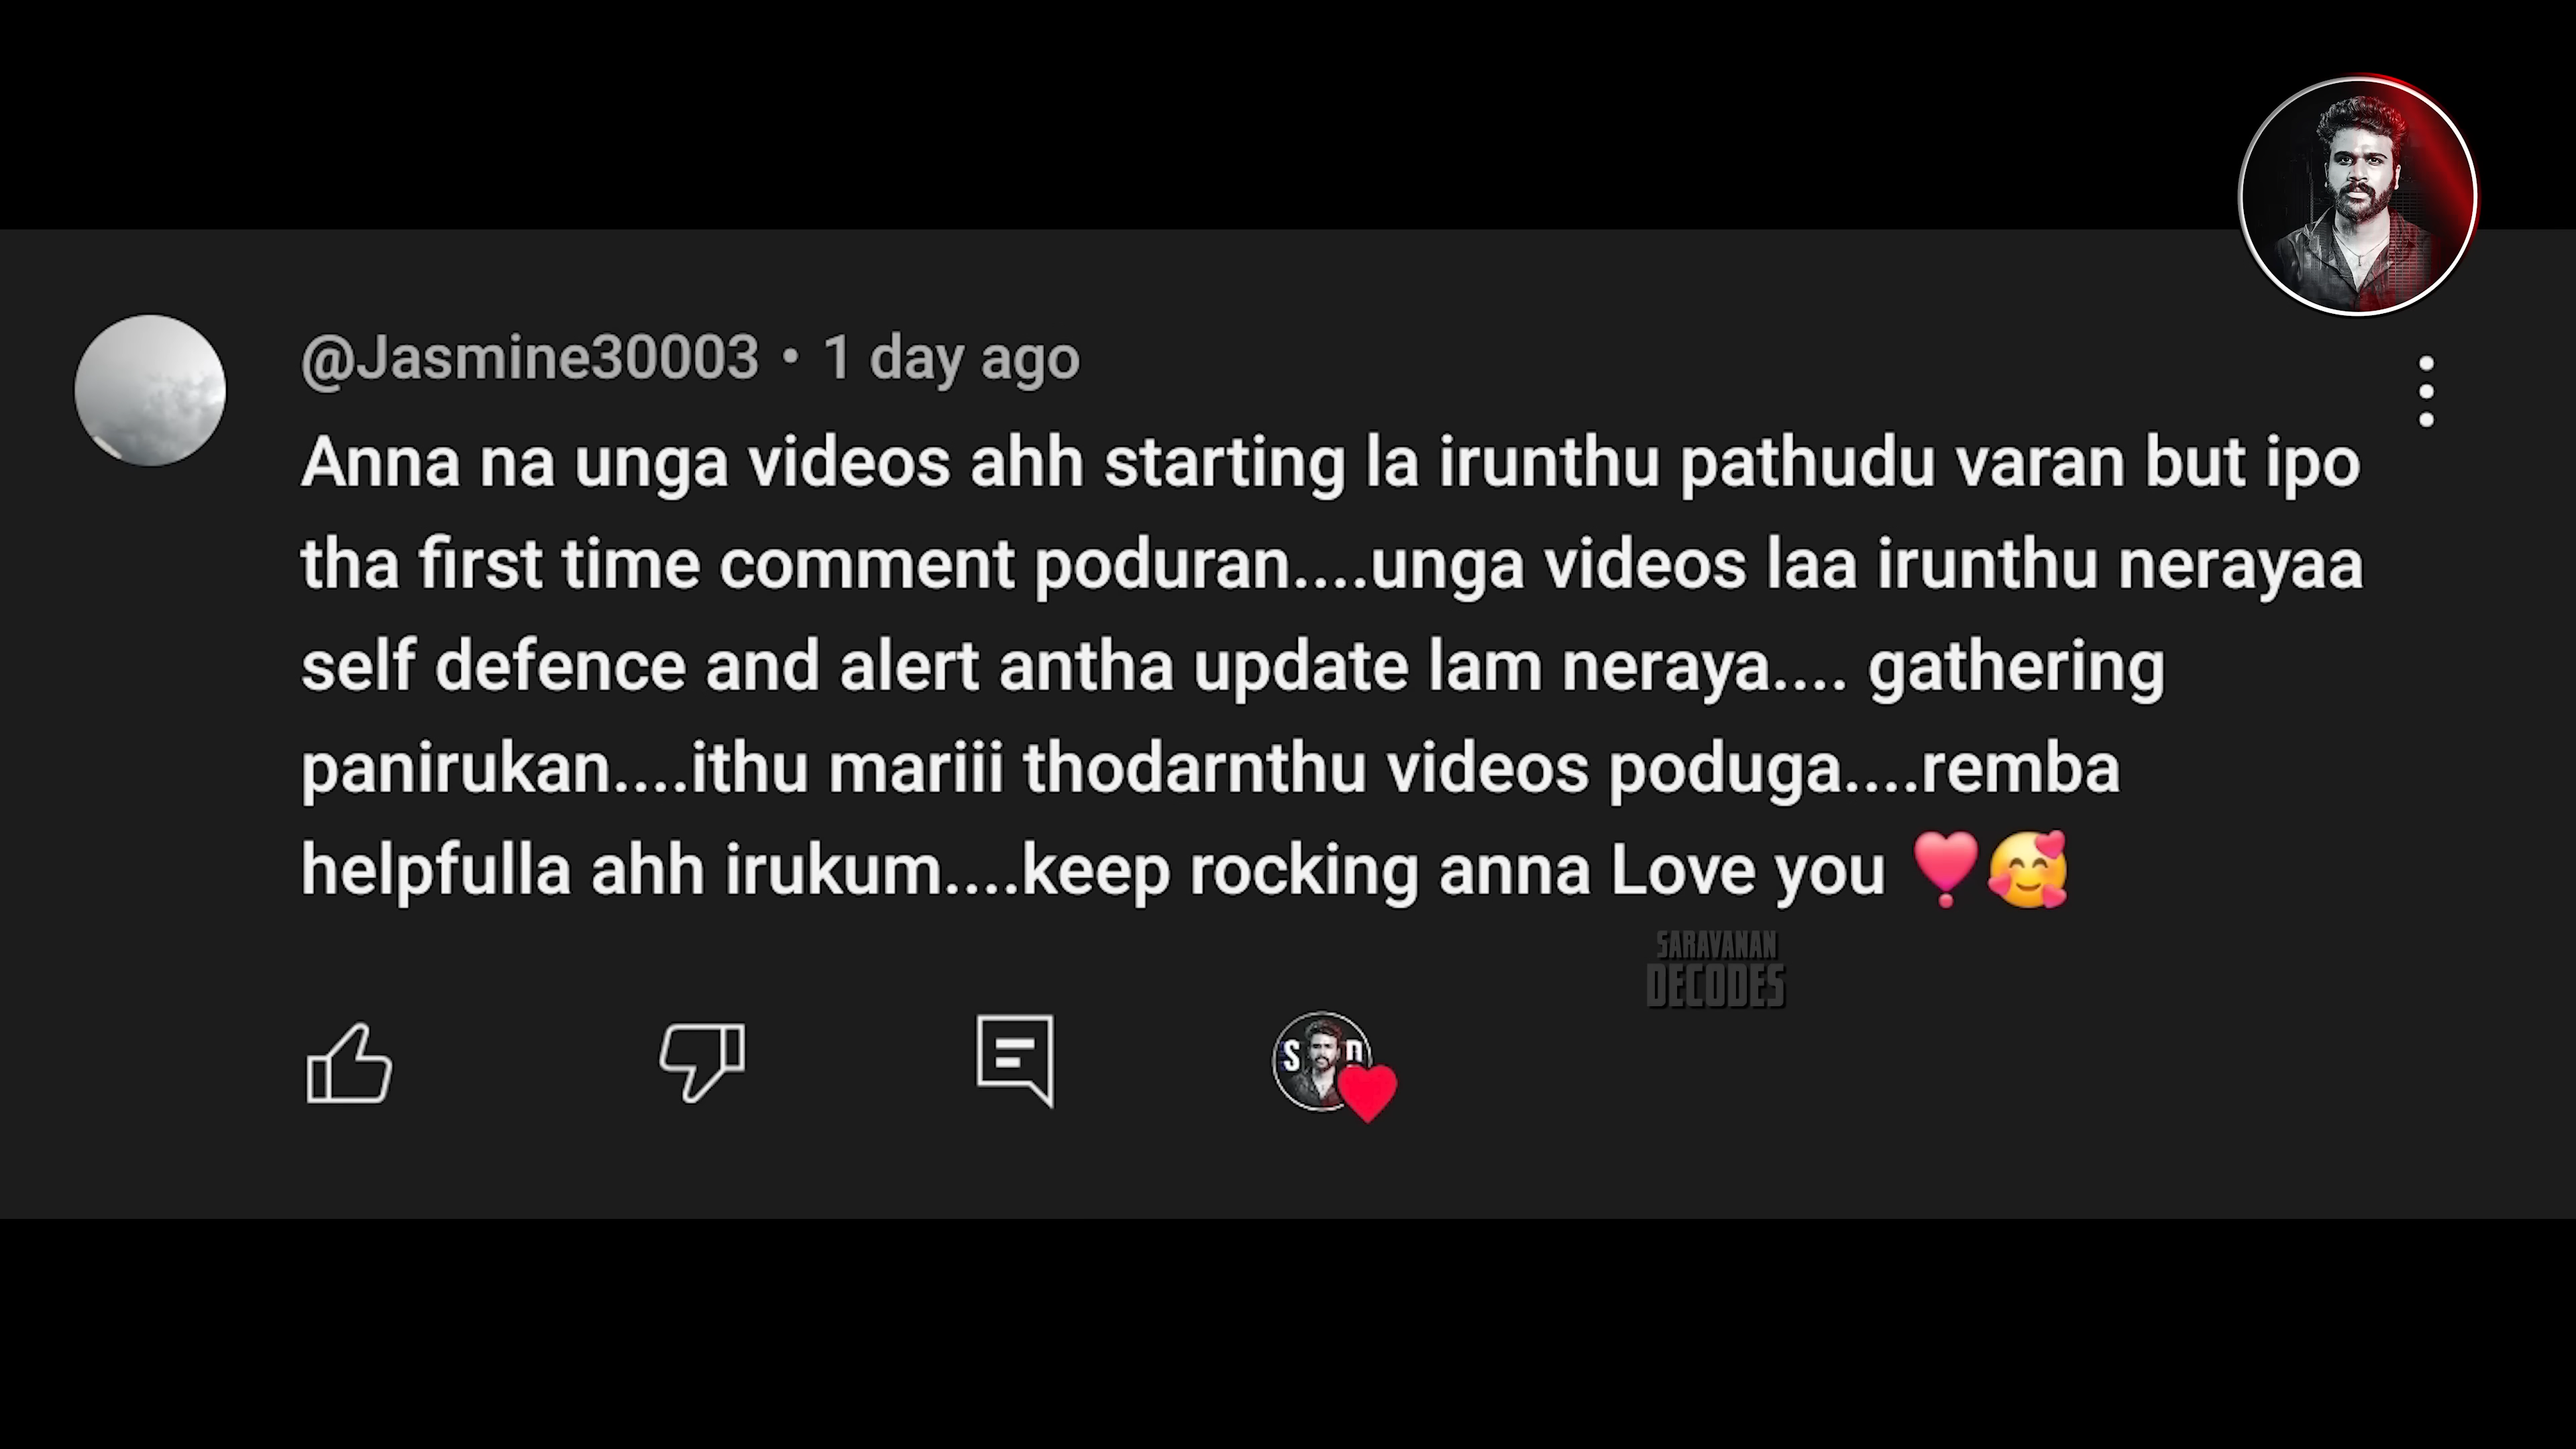 @Jasmine30003 • 1 day ago
Anna na unga videos ahh starting la irunthu pathudu varan but ipo
tha first time comment poduran....unga videos laa irunthu nerayaa
self defence and alert antha update lam neraya.... gathering
panirukan....ithu mariii thodarnthu videos poduga....remba
helpfulla ahh irukum....keep rocking anna Love you ❣️🥰
SARAVANAN
DECODES
S D